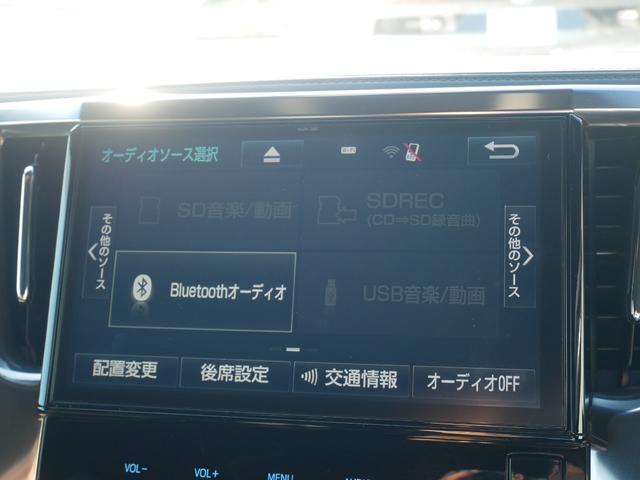 オーディオソース選択
Wi-Fi
SD音楽/動画
SDREC
(CD⇒SD録音曲)
その他のソース
その他のソース
Bluetoothオーディオ
USB音楽/動画
配置変更
後席設定
交通情報
オーディオOFF
VOL−
VOL+
MENU